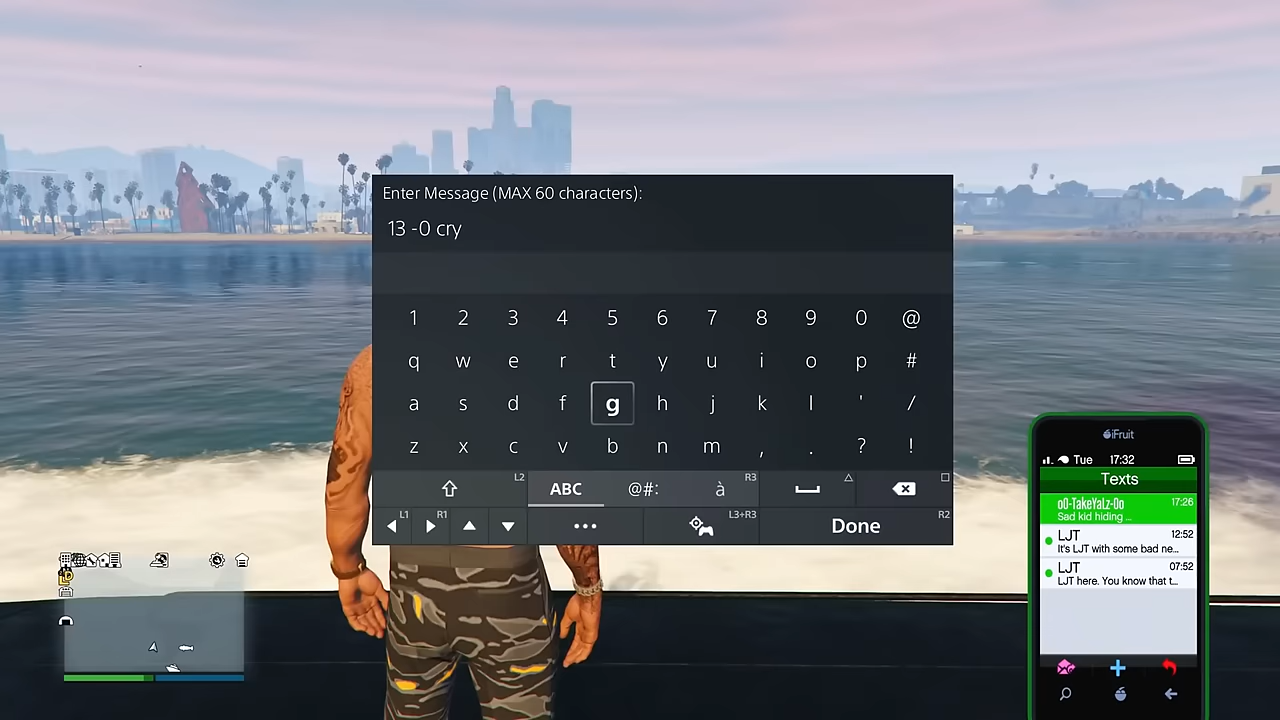 Enter Message (MAX 60 characters):
13 -0 cry
1 2 3 4 5 6 7 8 9 0 @
q w e r t y u i o p #
a s d f g h j k l ' /
z x c v b n m , . ? !
L2 ABC @#: à R3
L1 R1 ... L3+R3 Done R2
iFruit
Tue 17:32
Texts
o0-TakeYaLz-0o 17:26
Sad kid hiding ...
LJT 12:52
It's LJT with some bad ne...
LJT 07:52
LJT here. You know that t...